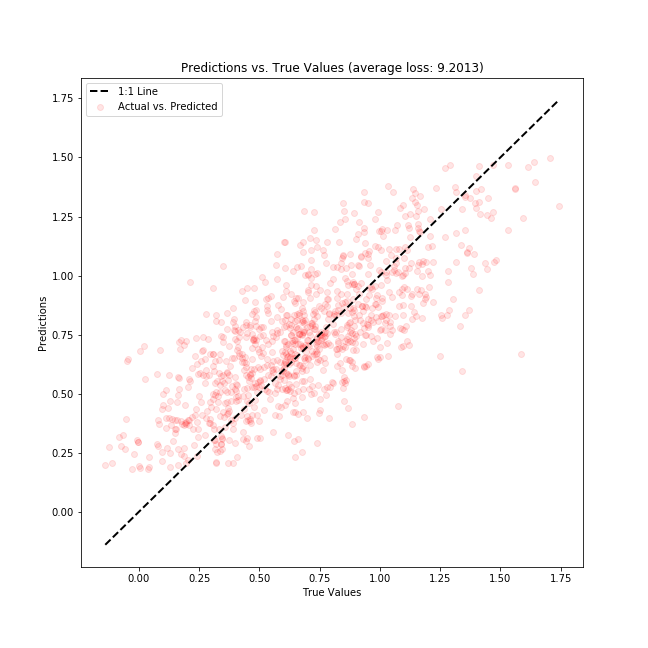 Predictions vs. True Values (average loss: 9.2013)
1:1 Line
Actual vs. Predicted
1.75
1.50
1.25
1.00
0.75
0.50
0.25
0.00
Predictions
0.00 0.25 0.50 0.75 1.00 1.25 1.50 1.75
True Values